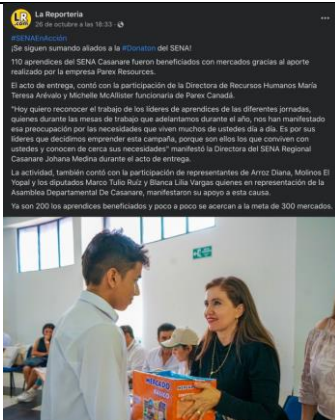 La Reportería
26 de octubre a las 18:33 ·
#SENAEnAcción
¡Se siguen sumando aliados a la #Donaton del SENA!
110 aprendices del SENA Casanare fueron beneficiados con mercados gracias al aporte
realizado por la empresa Parex Resources.
El acto de entrega, contó con la participación de la Directora de Recursos Humanos María
Teresa Arévalo y Michelle McAllister funcionaria de Parex Canadá.
"Hoy quiero reconocer el trabajo de los líderes de aprendices de las diferentes jornadas,
quienes durante las mesas de trabajo que adelantamos durante el año, nos han manifestado
esa preocupación por las necesidades que viven muchos de ustedes día a día. Es por sus
líderes que decidimos emprender esta campaña, porque son ellos los que conviven con
ustedes y conocen de cerca sus necesidades" manifestó la Directora del SENA Regional
Casanare Johana Medina durante el acto de entrega.
La actividad, también contó con la participación de representantes de Arroz Diana, Molinos El
Yopal y los diputados Marco Tulio Ruíz y Blanca Lilia Vargas quienes en representación de la
Asamblea Departamental De Casanare, manifestaron su apoyo a esta causa.
Ya son 200 los aprendices beneficiados y poco a poco se acercan a la meta de 300 mercados.
MERCADO